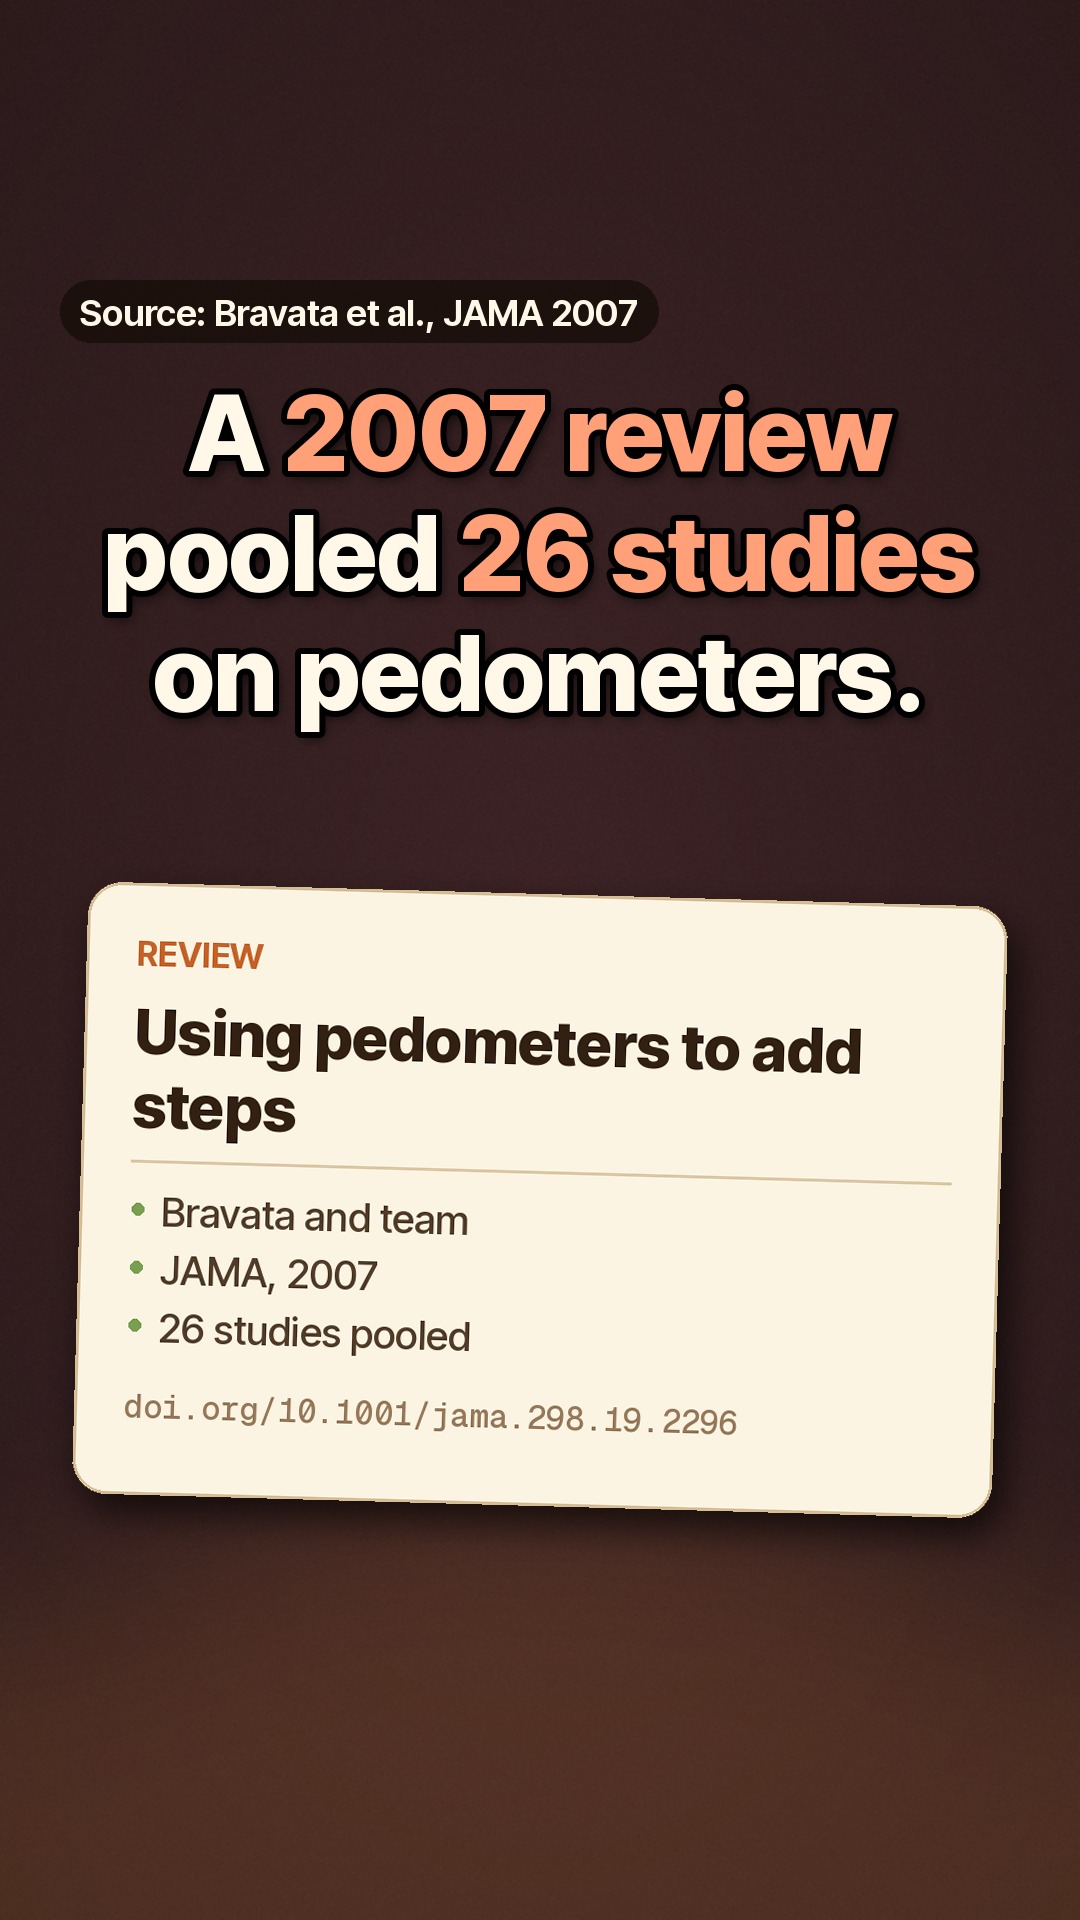 Source: Bravata et al., JAMA 2007
A 2007 review
pooled 26 studies
on pedometers.
REVIEW
Using pedometers to add
steps
• Bravata and team
• JAMA, 2007
• 26 studies pooled
doi.org/10.1001/jama.298.19.2296